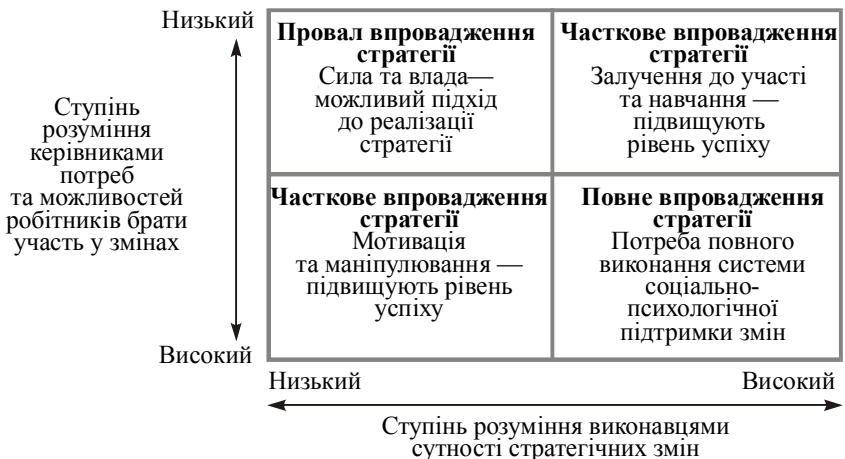 Низький
Ступінь
розуміння
керівниками
потреб
та можливостей
робітників брати
участь у змінах
Високий
Провал впровадження
стратегії
Сила та влада—
можливий підхід
до реалізації
стратегії
Часткове впровадження
стратегії
Залучення до участі
та навчання —
підвищують
рівень успіху
Часткове впровадження
стратегії
Мотивація
та маніпулювання —
підвищують рівень
успіху
Повне впровадження
стратегії
Потреба повного
виконання системи
соціально-
психологічної
підтримки змін
Низький
Високий
Ступінь розуміння виконавцями
сутності стратегічних змін